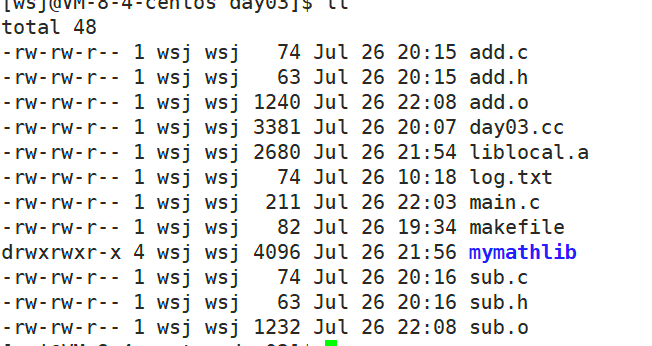 [wsj@VM-8-4-centos day03]$ ll
total 48
-rw-rw-r-- 1 wsj wsj   74 Jul 26 20:15 add.c
-rw-rw-r-- 1 wsj wsj   63 Jul 26 20:15 add.h
-rw-rw-r-- 1 wsj wsj 1240 Jul 26 22:08 add.o
-rw-rw-r-- 1 wsj wsj 3381 Jul 26 20:07 day03.cc
-rw-rw-r-- 1 wsj wsj 2680 Jul 26 21:54 liblocal.a
-rw-rw-r-- 1 wsj wsj   74 Jul 26 10:18 log.txt
-rw-rw-r-- 1 wsj wsj  211 Jul 26 22:03 main.c
-rw-rw-r-- 1 wsj wsj   82 Jul 26 19:34 makefile
drwxrwxr-x 4 wsj wsj 4096 Jul 26 21:56 mymathlib
-rw-rw-r-- 1 wsj wsj   74 Jul 26 20:16 sub.c
-rw-rw-r-- 1 wsj wsj   63 Jul 26 20:16 sub.h
-rw-rw-r-- 1 wsj wsj 1232 Jul 26 22:08 sub.o